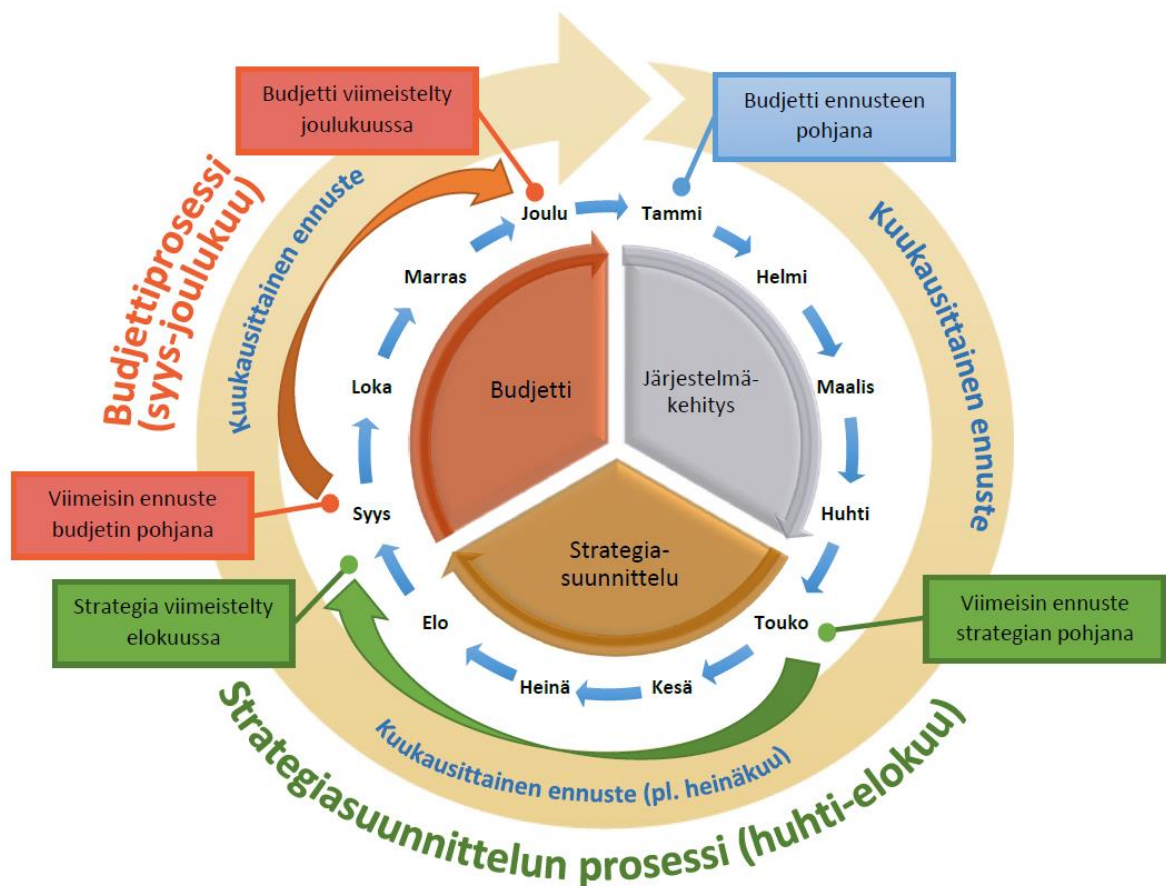 Budjetti viimeistelty
joulukuussa
Budjetti ennusteen
pohjana
Budjettiprosessi
(syys-joulukuu)
Kuukausittainen ennuste
Kuukausittainen ennuste
Joulu
Tammi
Helmi
Maalis
Huhti
Touko
Kesä
Heinä
Elo
Syys
Loka
Marras
Budjetti
Järjestelmä-
kehitys
Strategia-
suunnittelu
Viimeisin ennuste
budjetin pohjana
Strategia viimeistelty
elokuussa
Viimeisin ennuste
strategian pohjana
Kuukausittainen ennuste (pl. heinäkuu)
Strategiasuunnittelun prosessi (huhti-elokuu)